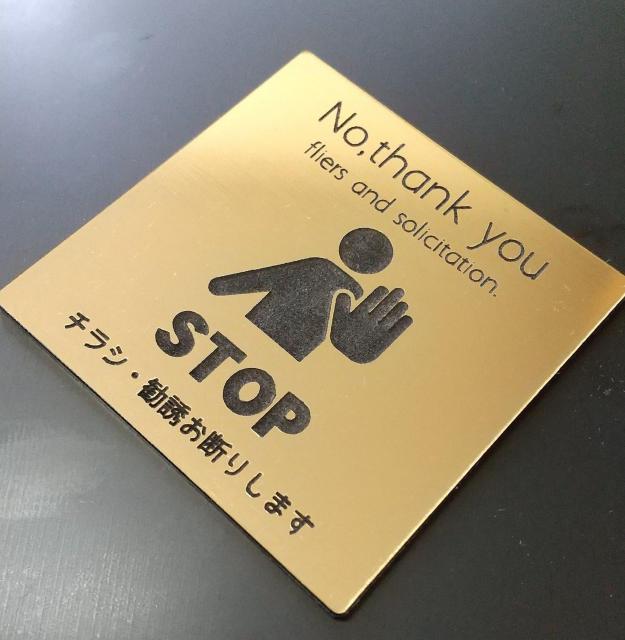 No,thank you
fliers and solicitation.
STOP
チラシ・勧誘お断りします